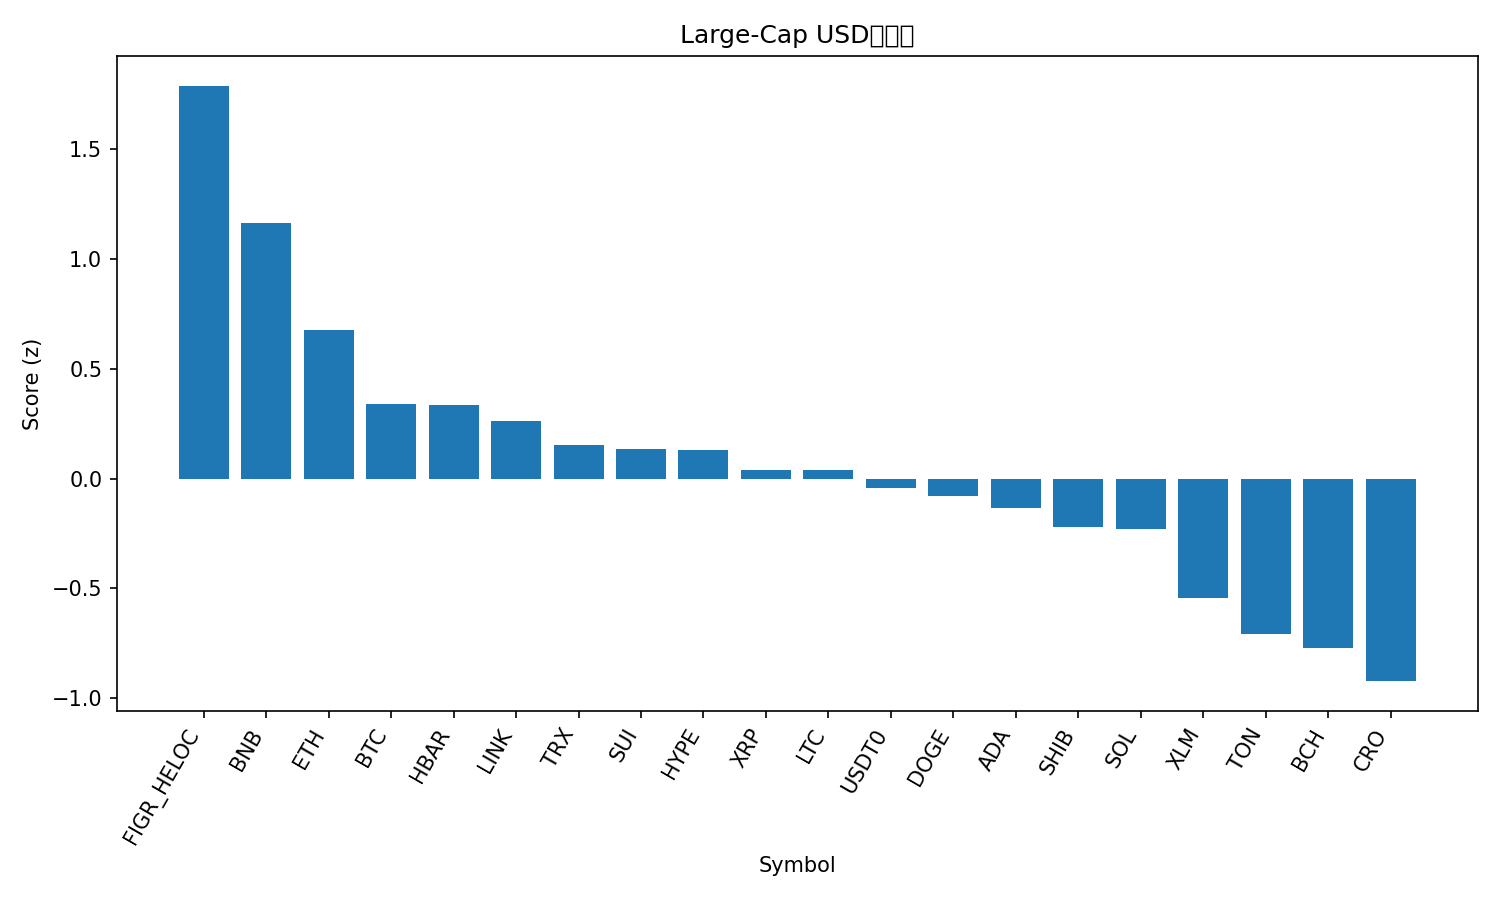 Large-Cap USD
Score (z)
1.5
1.0
0.5
0.0
−0.5
−1.0
FIGR_HELOC
BNB
ETH
BTC
HBAR
LINK
TRX
SUI
HYPE
XRP
LTC
USDT0
DOGE
ADA
SHIB
SOL
XLM
TON
BCH
CRO
Symbol